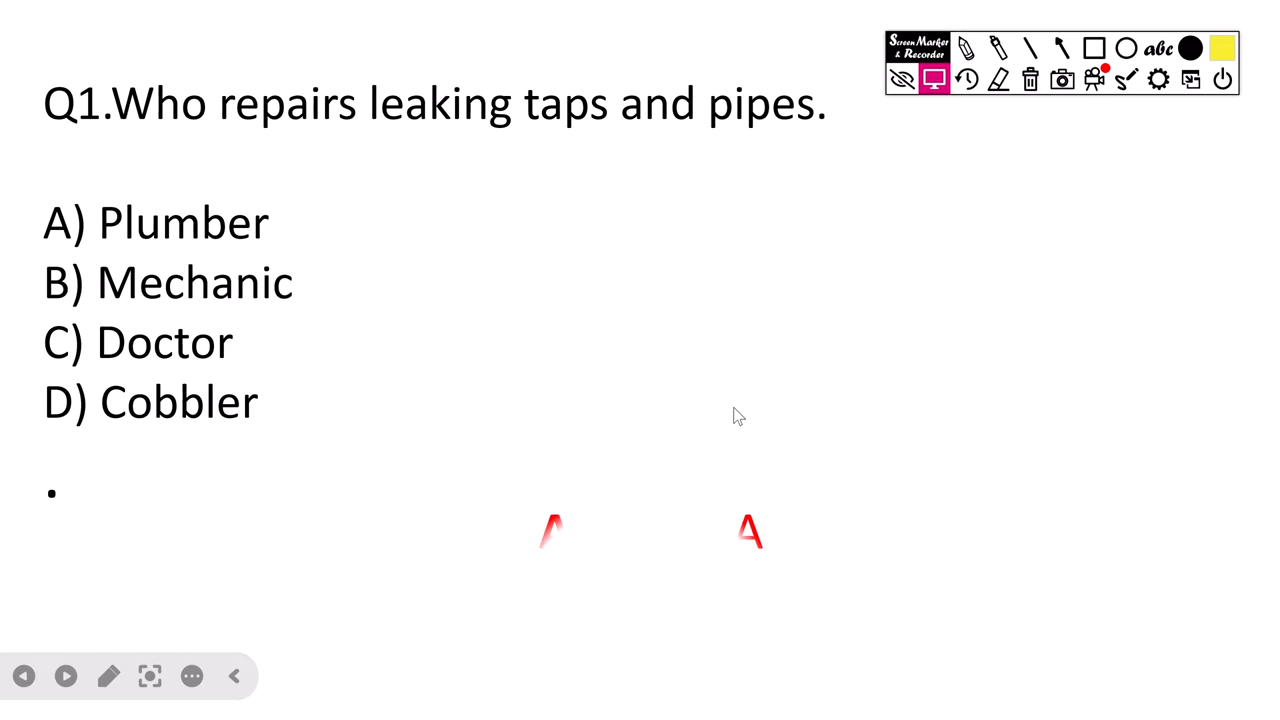 Screen Marker
& Recorder
abc
Q1.Who repairs leaking taps and pipes.
A) Plumber
B) Mechanic
C) Doctor
D) Cobbler
.
A A